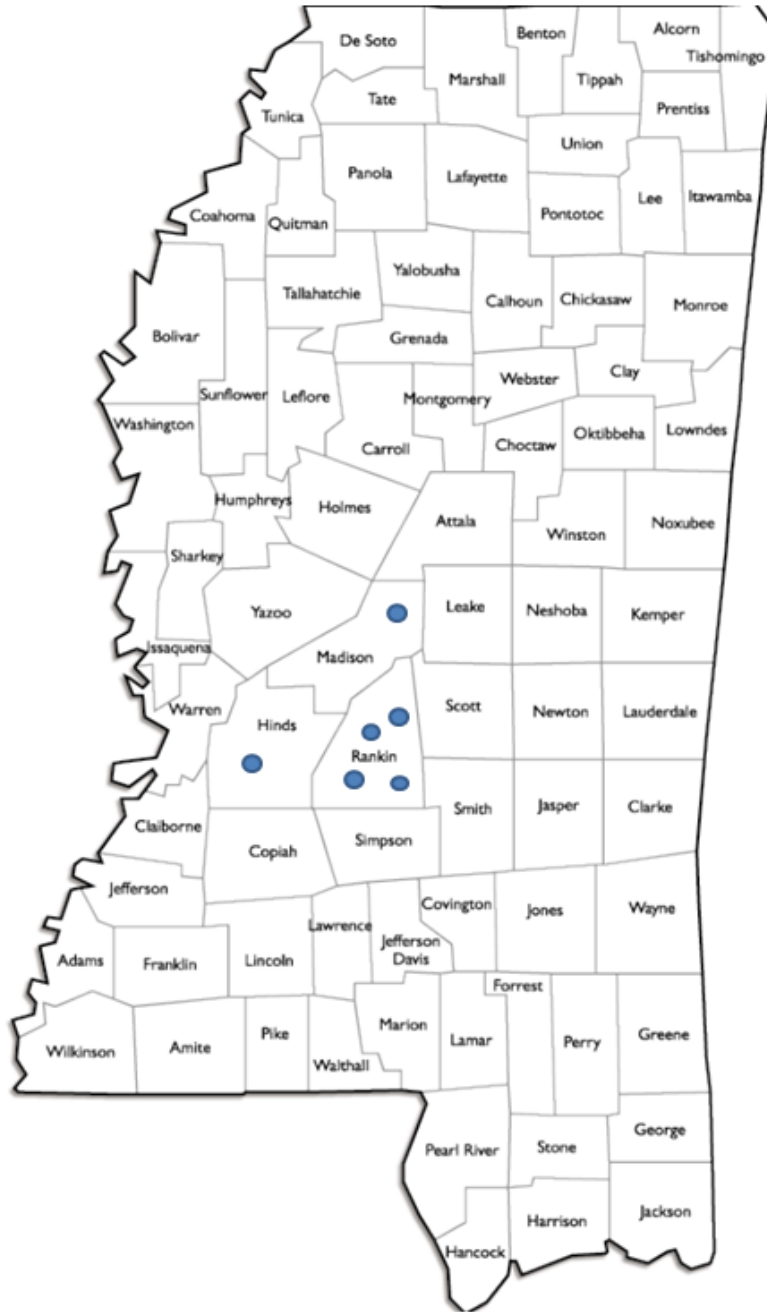 De Soto
Benton
Alcorn
Tishomingo
Marshall
Tippah
Tate
Tunica
Prentiss
Union
Panola
Lafayette
Lee
Itawamba
Coahoma
Quitman
Pontotoc
Yalobusha
Tallahatchie
Calhoun
Chickasaw
Monroe
Bolivar
Grenada
Webster
Clay
Sunflower
Leflore
Montgomery
Washington
Carroll
Choctaw
Oktibbeha
Lowndes
Humphreys
Holmes
Attala
Winston
Noxubee
Sharkey
Yazoo
Leake
Neshoba
Kemper
Issaquena
Madison
Warren
Hinds
Scott
Newton
Lauderdale
Rankin
Smith
Jasper
Clarke
Claiborne
Copiah
Simpson
Jefferson
Covington
Jones
Wayne
Lawrence
Adams
Franklin
Lincoln
Jefferson
Davis
Forrest
Wilkinson
Amite
Pike
Walthall
Marion
Lamar
Perry
Greene
Pearl River
Stone
George
Hancock
Harrison
Jackson